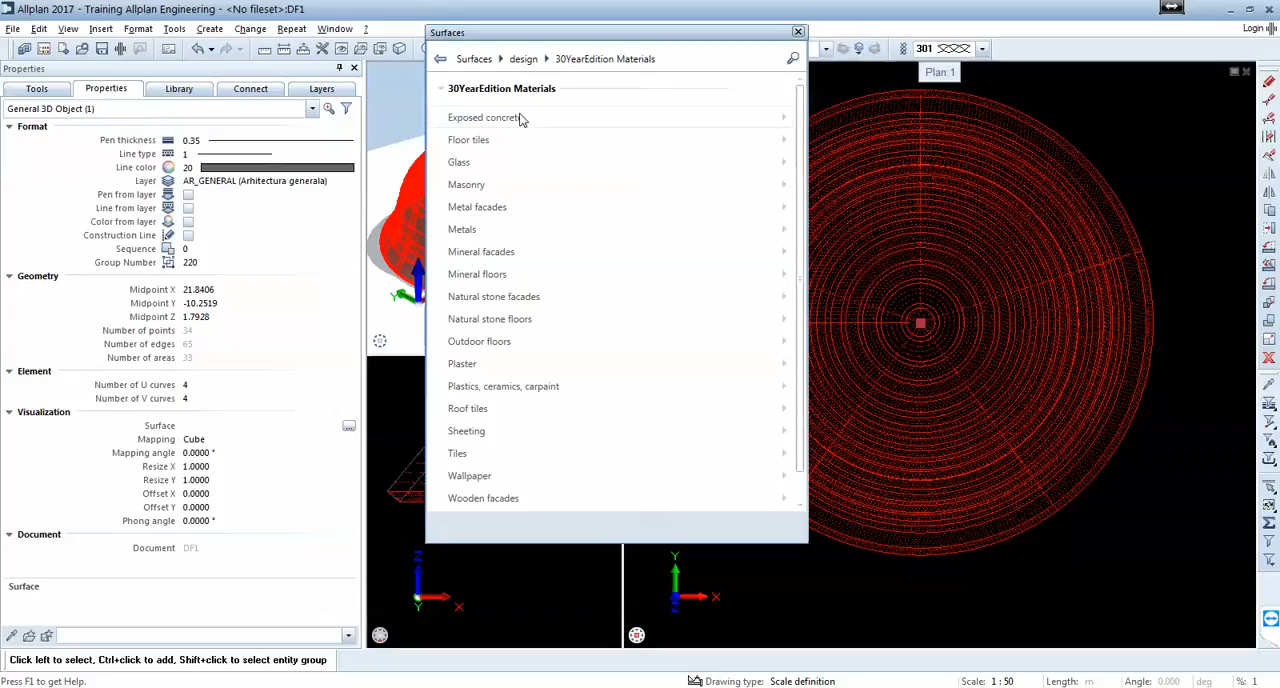 Allplan 2017 - Training Allplan Engineering - <No fileset>:DF1
File Edit View Insert Format Tools Create Change Repeat Window ?
Login
301
Properties
Tools Properties Library Connect Layers
General 3D Object (1)
Format
Pen thickness 0.35
Line type 1
Line color 20
Layer AR_GENERAL (Arhitectura generala)
Pen from layer
Line from layer
Color from layer
Construction Line
Sequence 0
Group Number 220
Geometry
Midpoint X 21.8406
Midpoint Y -10.2519
Midpoint Z 1.7928
Number of points 34
Number of edges 65
Number of areas 33
Element
Number of U curves 4
Number of V curves 4
Visualization
Surface
Mapping Cube
Mapping angle 0.0000 °
Resize X 1.0000
Resize Y 1.0000
Offset X 0.0000
Offset Y 0.0000
Phong angle 0.0000 °
Document
Document DF1
Surface
Surfaces
Surfaces design 30YearEdition Materials
30YearEdition Materials
Exposed concrete
Floor tiles
Glass
Masonry
Metal facades
Metals
Mineral facades
Mineral floors
Natural stone facades
Natural stone floors
Outdoor floors
Plaster
Plastics, ceramics, carpaint
Roof tiles
Sheeting
Tiles
Wallpaper
Wooden facades
Plan:1
Y
Z
Y
X
Y
Z
X
Click left to select, Ctrl+click to add, Shift+click to select entity group
Press F1 to get Help.
Drawing type: Scale definition Scale: 1 : 50 Length: m Angle: 0.000 deg %: 1